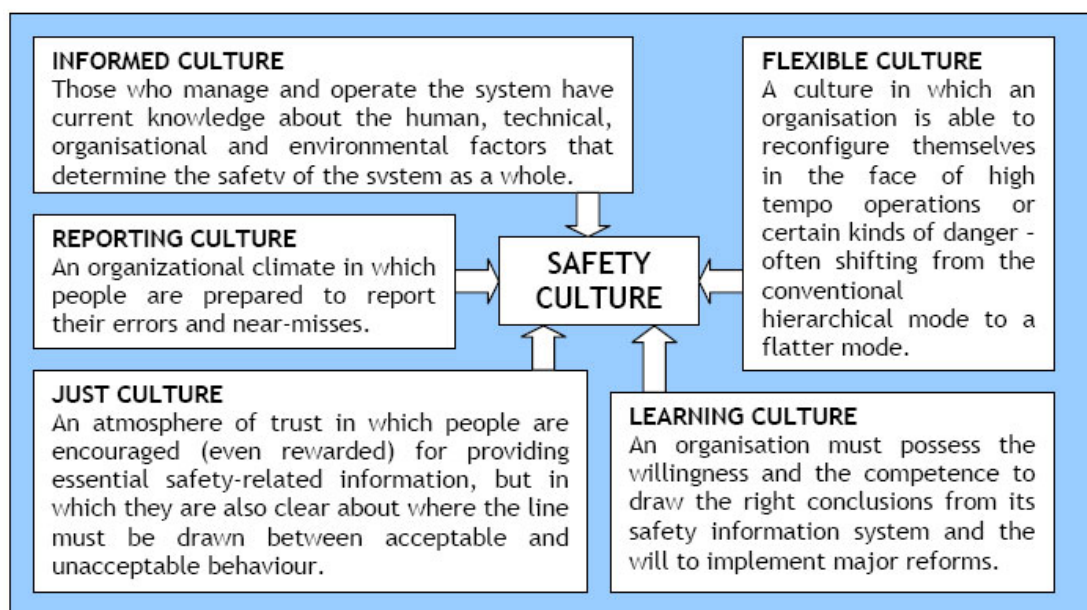 INFORMED CULTURE
Those who manage and operate the system have
current knowledge about the human, technical,
organisational and environmental factors that
determine the safety of the system as a whole.
REPORTING CULTURE
An organizational climate in which
people are prepared to report
their errors and near-misses.
JUST CULTURE
An atmosphere of trust in which people are
encouraged (even rewarded) for providing
essential safety-related information, but in
which they are also clear about where the line
must be drawn between acceptable and
unacceptable behaviour.
SAFETY
CULTURE
FLEXIBLE CULTURE
A culture in which an
organisation is able to
reconfigure themselves
in the face of high
tempo operations or
certain kinds of danger -
often shifting from the
conventional
hierarchical mode to a
flatter mode.
LEARNING CULTURE
An organisation must possess the
willingness and the competence to
draw the right conclusions from its
safety information system and the
will to implement major reforms.